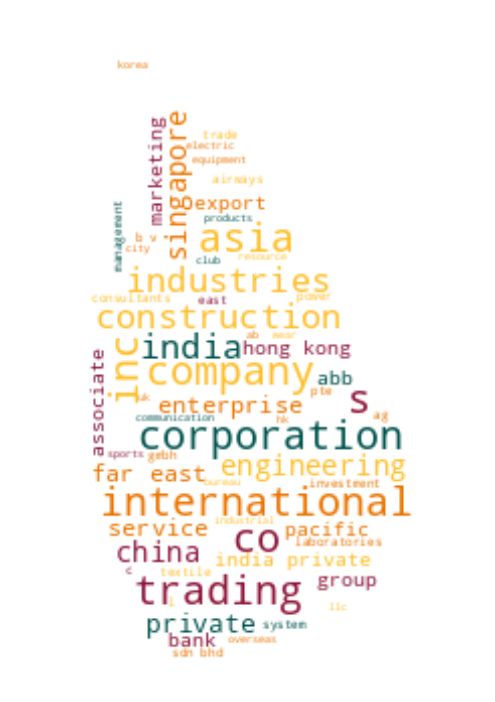 korea
trade
electric
equipment
airways
marketing
singapore
export
products
management
b v
city
asia
club
resource
industries
consultants
east
power
construction
ab
wear
india
hong kong
inc
company
abb
associate
uk
enterprise
pte
s
ag
communication
hk
corporation
sports
gmbh
far east
engineering
bureau
investment
international
industrial
service
co
pacific
laboratories
china
india private
c
textile
group
trading
l
llc
private
system
bank
overseas
sdn bhd